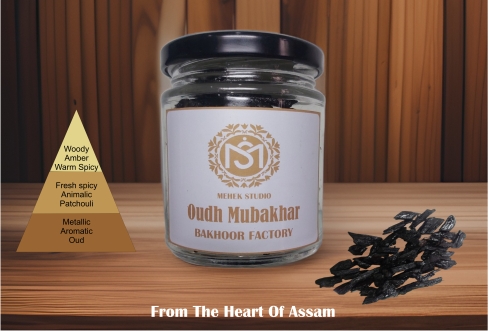 Woody
Amber
Warm Spicy
Fresh spicy
Animalic
Patchouli
Metallic
Aromatic
Oud
MS
MEHEK STUDIO
Oudh Mubakhar
BAKHOOR FACTORY
From The Heart Of Assam